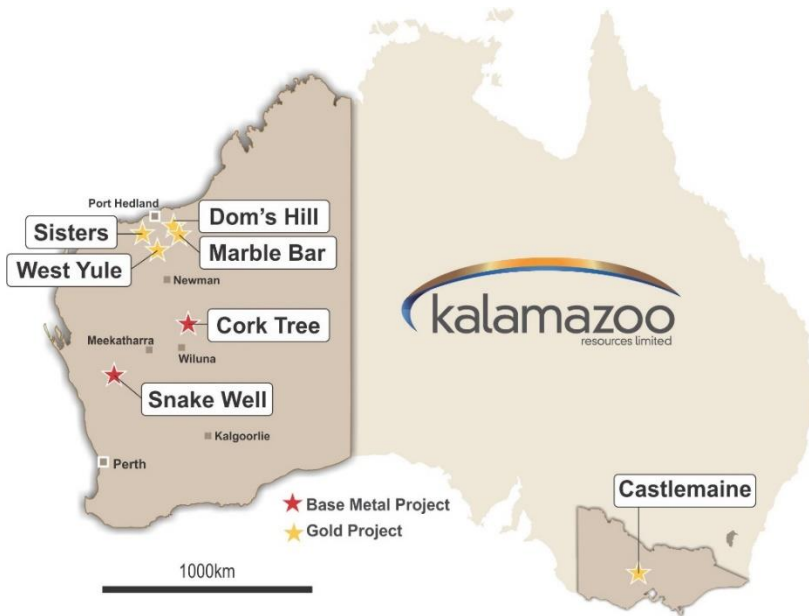 Port Hedland
Dom's Hill
Sisters
Marble Bar
West Yule
Newman
kalamazoo
resources limited
Cork Tree
Meekatharra
Wiluna
Snake Well
Kalgoorlie
Perth
Castlemaine
Base Metal Project
Gold Project
1000km